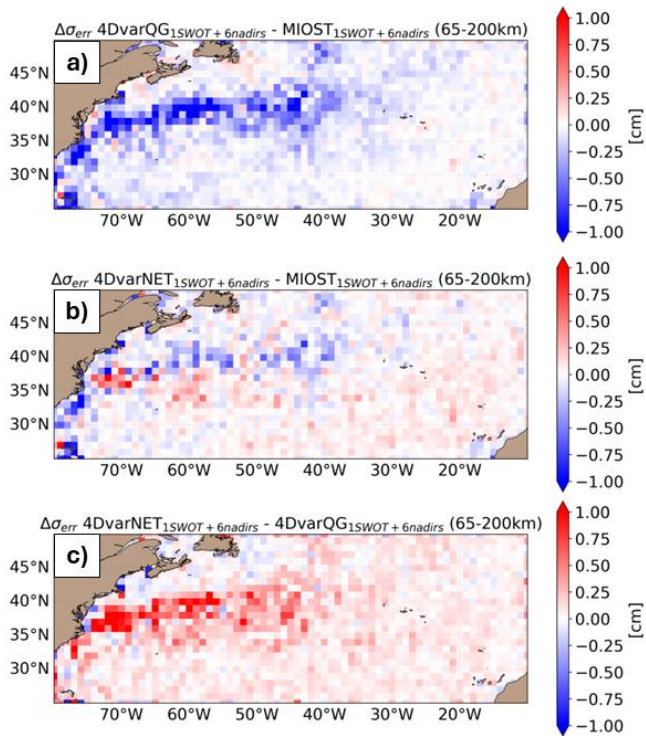 Δσerr 4DvarQG1SWOT+6nadirs - MIOST1SWOT+6nadirs (65-200km)
a)
45°N
40°N
35°N
30°N
70°W 60°W 50°W 40°W 30°W 20°W
1.00
0.75
0.50
0.25
0.00
−0.25
−0.50
−0.75
−1.00
[cm]
Δσerr 4DvarNET1SWOT+6nadirs - MIOST1SWOT+6nadirs (65-200km)
b)
45°N
40°N
35°N
30°N
70°W 60°W 50°W 40°W 30°W 20°W
1.00
0.75
0.50
0.25
0.00
−0.25
−0.50
−0.75
−1.00
[cm]
Δσerr 4DvarNET1SWOT+6nadirs - 4DvarQG1SWOT+6nadirs (65-200km)
c)
45°N
40°N
35°N
30°N
70°W 60°W 50°W 40°W 30°W 20°W
1.00
0.75
0.50
0.25
0.00
−0.25
−0.50
−0.75
−1.00
[cm]